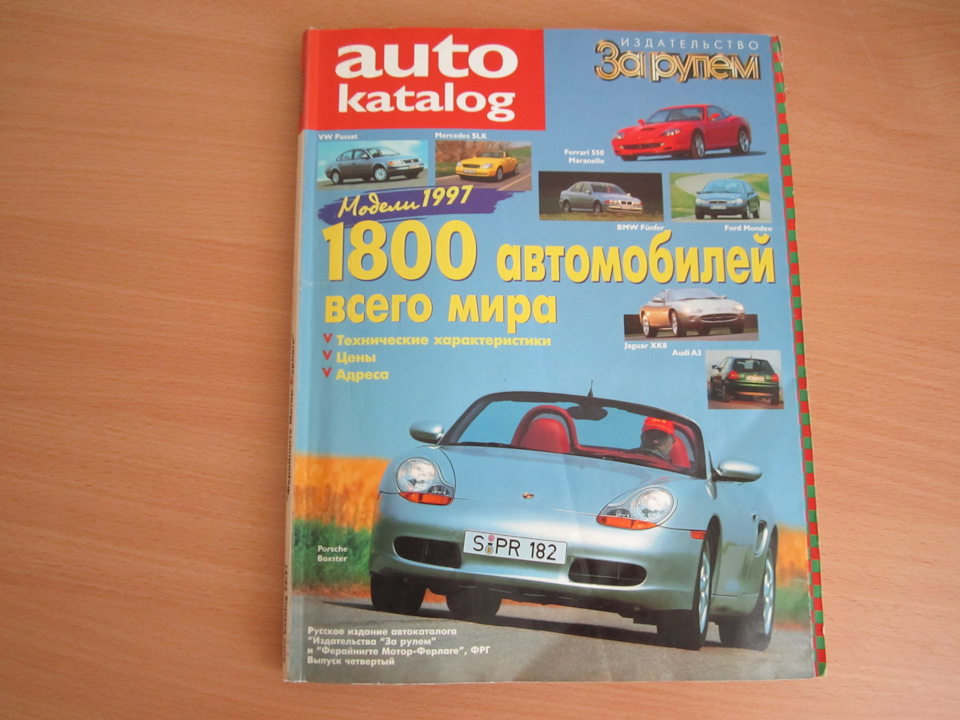 auto
katalog
ИЗДАТЕЛЬСТВО
За рулем
VW Passat
Mercedes SLK
Ferrari 550
Maranello
Модели 1997
BMW Fünfer
Ford Mondeo
1800 автомобилей
всего мира
V Технические характеристики
V Цены
V Адреса
Jaguar XK8
Audi A3
S PR 182
Porsche
Boxster
Русское издание автокаталога
"Издательства "За рулем"
и "Ферайнигте Мотор-Ферлаге", ФРГ
Выпуск четвертый